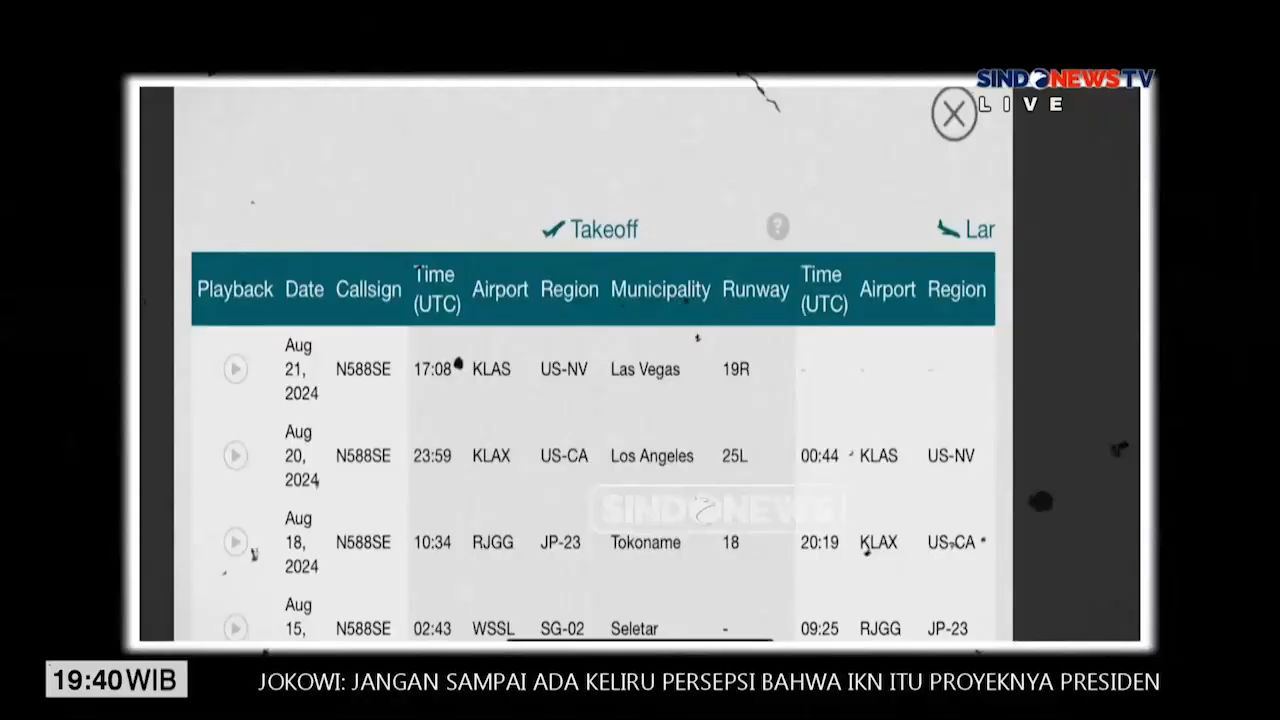 SINDONEWSTV
LIVE
Takeoff ? Lar
Playback Date Callsign Time (UTC) Airport Region Municipality Runway Time (UTC) Airport Region
Aug 21, 2024 N588SE 17:08 KLAS US-NV Las Vegas 19R - - -
Aug 20, 2024 N588SE 23:59 KLAX US-CA Los Angeles 25L 00:44 KLAS US-NV
Aug 18, 2024 N588SE 10:34 RJGG JP-23 Tokoname 18 20:19 KLAX US-CA
Aug 15, N588SE 02:43 WSSL SG-02 Seletar - 09:25 RJGG JP-23
SINDONEWS
19:40 WIB
JOKOWI: JANGAN SAMPAI ADA KELIRU PERSEPSI BAHWA IKN ITU PROYEKNYA PRESIDEN